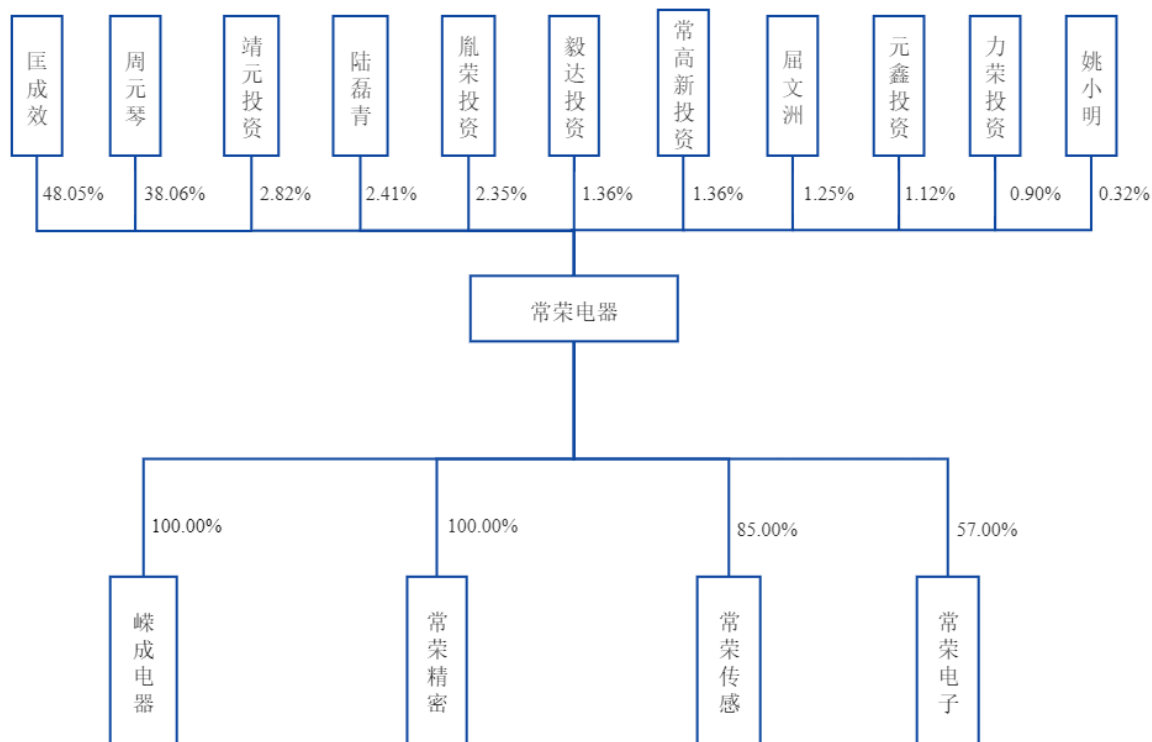 匡成效
周元琴
靖元投资
陆磊青
胤荣投资
毅达投资
常高新投资
屈文洲
元鑫投资
力荣投资
姚小明
48.05%
38.06%
2.82%
2.41%
2.35%
1.36%
1.36%
1.25%
1.12%
0.90%
0.32%
常荣电器
100.00%
100.00%
85.00%
57.00%
嵘成电器
常荣精密
常荣传感
常荣电子